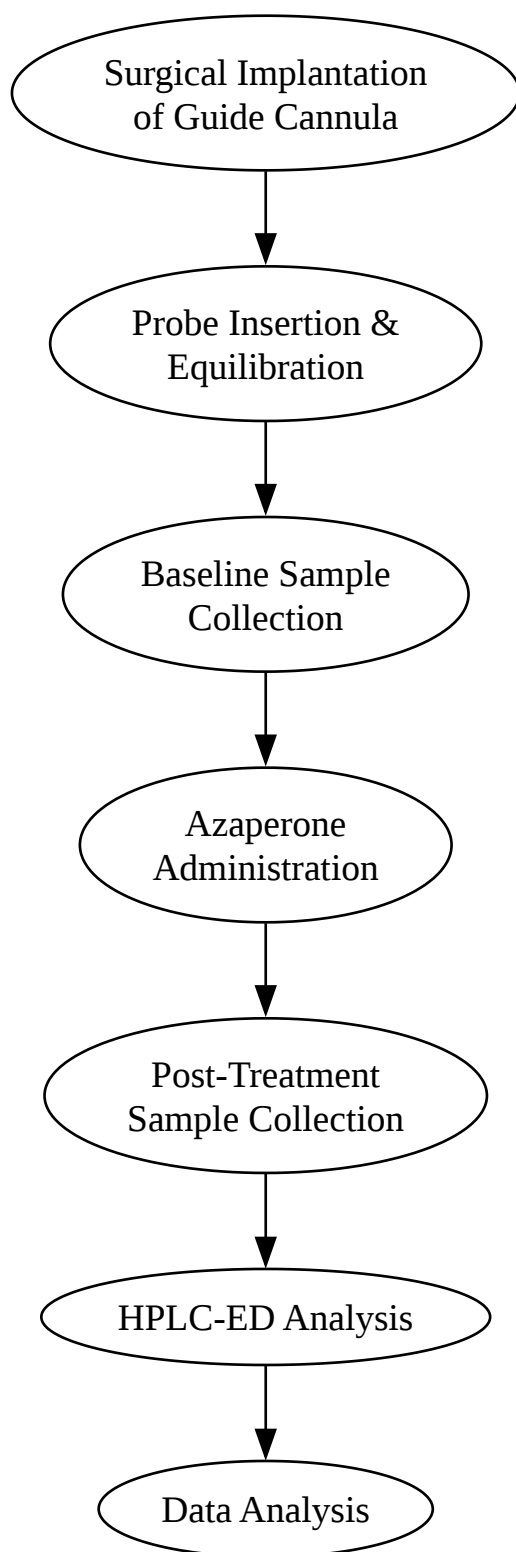 Surgical Implantation
of Guide Cannula
Probe Insertion &
Equilibration
Baseline Sample
Collection
Azaperone
Administration
Post-Treatment
Sample Collection
HPLC-ED Analysis
Data Analysis